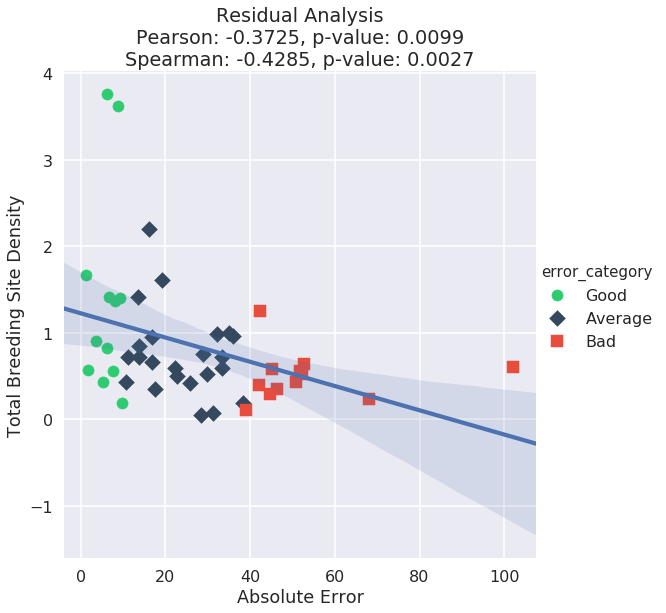 Residual Analysis
Pearson: -0.3725, p-value: 0.0099
Spearman: -0.4285, p-value: 0.0027
4
3
2
1
0
−1
Total Breeding Site Density
0 20 40 60 80 100
Absolute Error
error_category
Good
Average
Bad